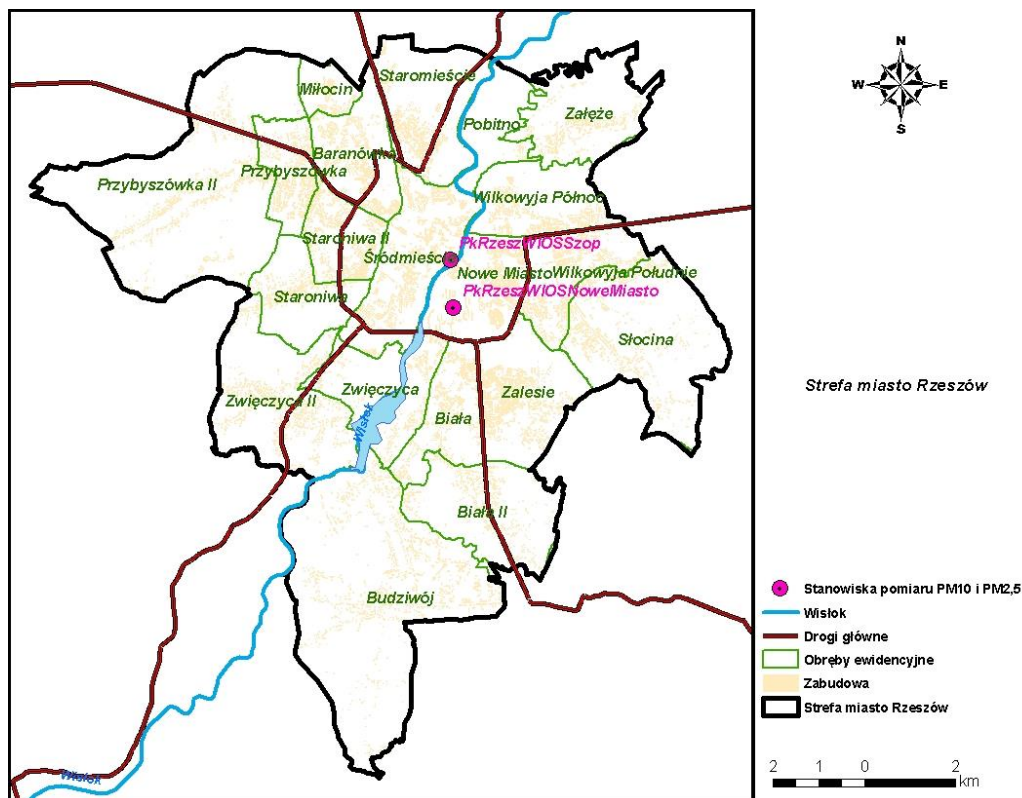 N
W E
S
Staromieście
Miłocin
Załęże
Pobitno
Baranówka
Przybyszówka
Przybyszówka II
Wilkowyja Północ
Staroniwa II
PkRzeszWIOSSzop
Śródmieście
Nowe Miasto
Wilkowyja Południe
PkRzeszWIOSNoweMiasto
Staroniwa
Słocina
Zwięczyca
Zalesie
Strefa miasto Rzeszów
Zwięczyca II
Biała
Wisłok
Biała II
Budziwój
Wisłok
Stanowiska pomiaru PM10 i PM2,5
Wisłok
Drogi główne
Obręby ewidencyjne
Zabudowa
Strefa miasto Rzeszów
2 1 0 2
km